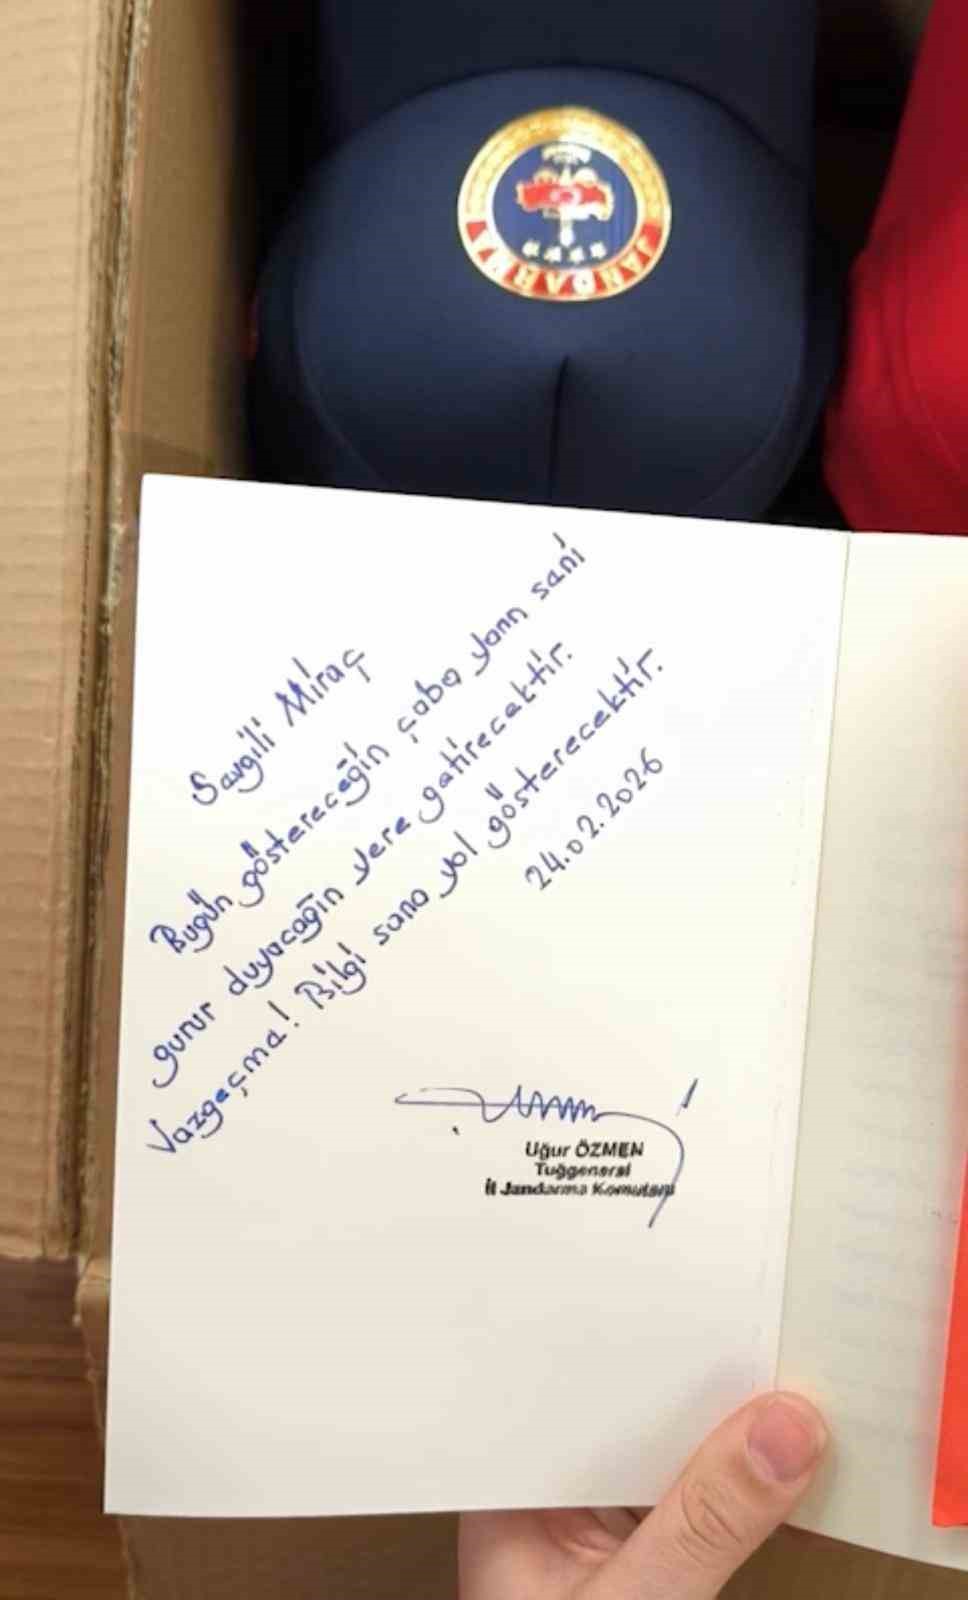 JANDARMA
Sevgili Miraç
Bugün göstereceğin çaba yarın seni
gurur duyacağın yere getirecektir.
Vazgeçme! Bilgi sana yol gösterecektir.
24.02.2026
Uğur ÖZMEN
Tuğgeneral
İl Jandarma Komutanı